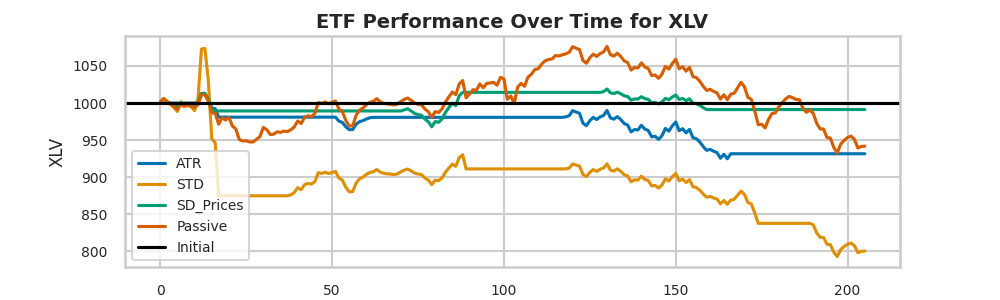 ETF Performance Over Time for XLV
XLV
1050
1000
950
900
850
800
ATR
STD
SD_Prices
Passive
Initial
0
50
100
150
200